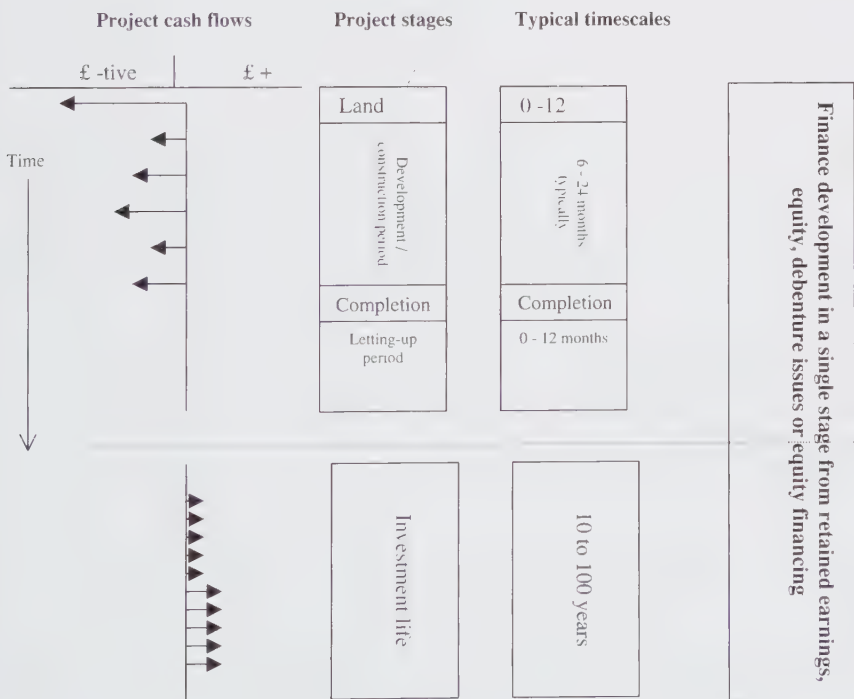 Project cash flows
Project stages
Typical timescales
£ -tive
£ +
Time
Land
0 -12
Development /
construction period
6 - 24 months
typically
Completion
Completion
Letting-up
period
0 - 12 months
Investment life
10 to 100 years
Finance development in a single stage from retained earnings,
equity, debenture issues or equity financing